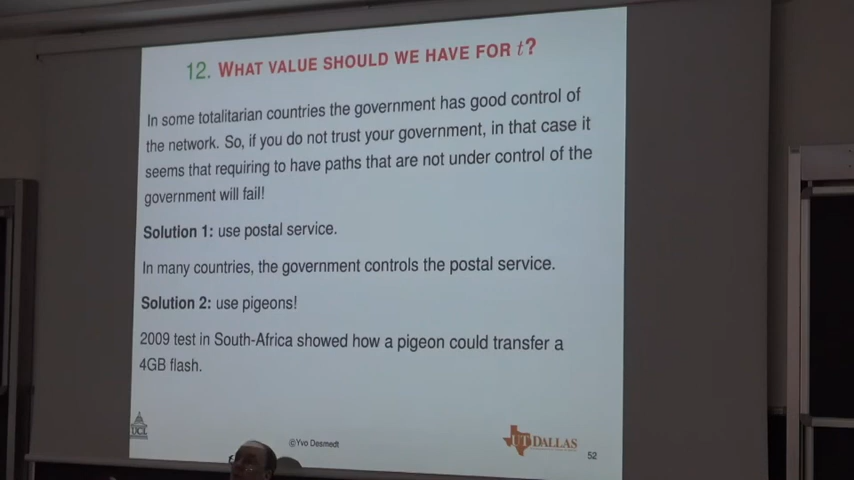 12. WHAT VALUE SHOULD WE HAVE FOR t?
In some totalitarian countries the government has good control of
the network. So, if you do not trust your government, in that case it
seems that requiring to have paths that are not under control of the
government will fail!
Solution 1: use postal service.
In many countries, the government controls the postal service.
Solution 2: use pigeons!
2009 test in South-Africa showed how a pigeon could transfer a
4GB flash.
UCL
©Yvo Desmedt
UT DALLAS
52